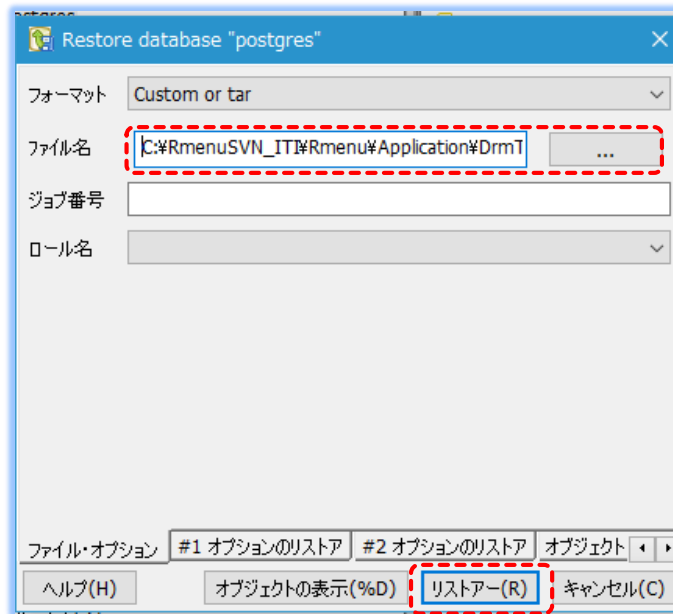 Restore database "postgres"
フォーマット Custom or tar
ファイル名 C:¥RmenuSVN_ITI¥Rmenu¥Application¥DrmT ...
ジョブ番号
ロール名
ファイル・オプション #1 オプションのリストア #2 オプションのリストア オブジェクト
ヘルプ(H) オブジェクトの表示(%D) リストアー(R) キャンセル(C)